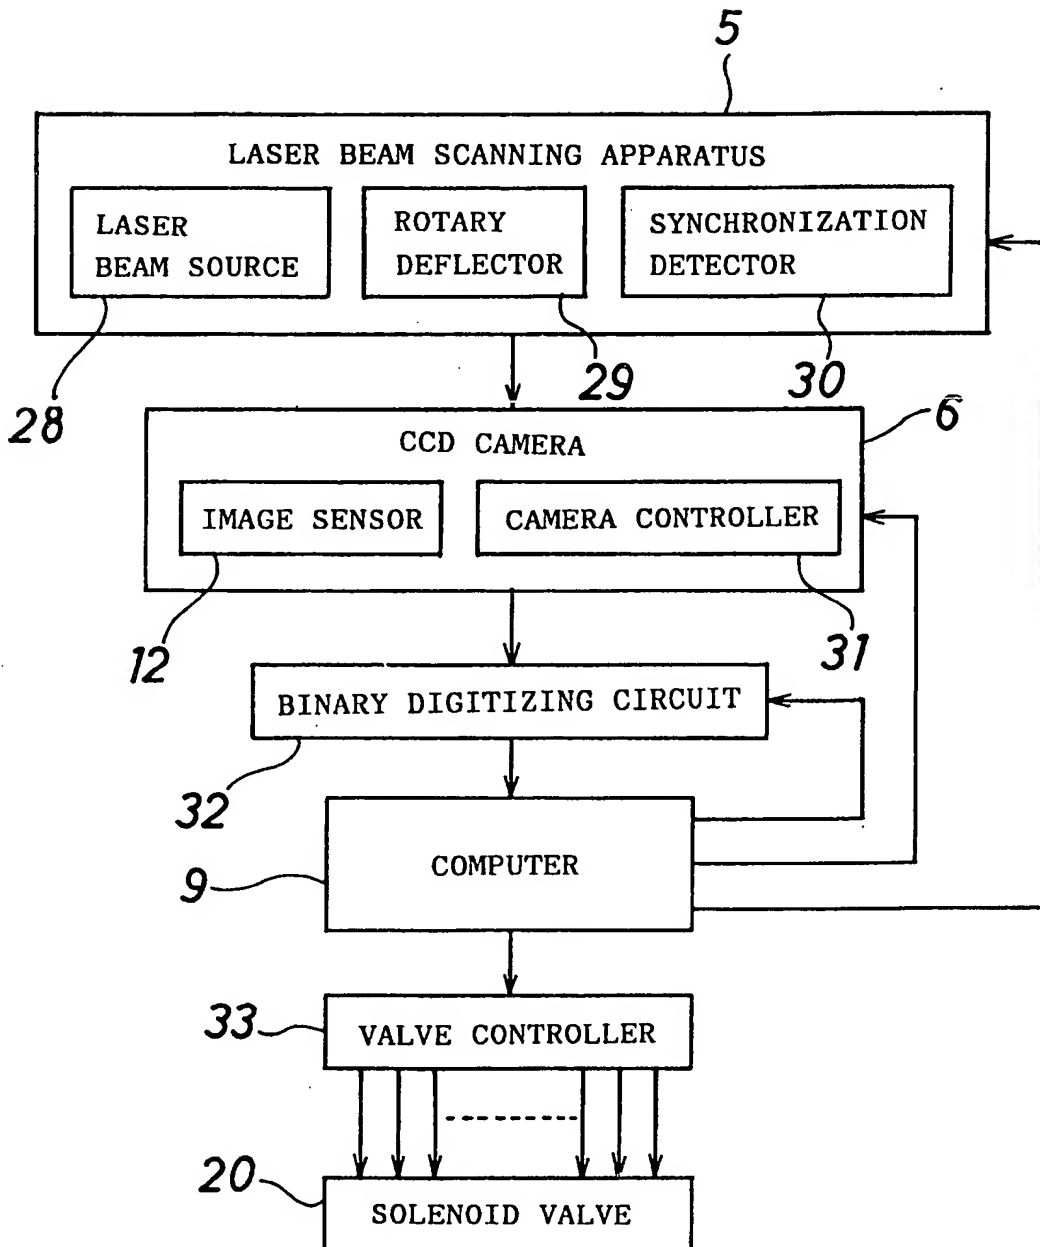 5
LASER BEAM SCANNING APPARATUS
LASER
BEAM SOURCE
ROTARY
DEFLECTOR
SYNCHRONIZATION
DETECTOR
28
29
30
6
CCD CAMERA
IMAGE SENSOR
CAMERA CONTROLLER
12
31
BINARY DIGITIZING CIRCUIT
32
COMPUTER
9
33
VALVE CONTROLLER
20
SOLENOID VALVE